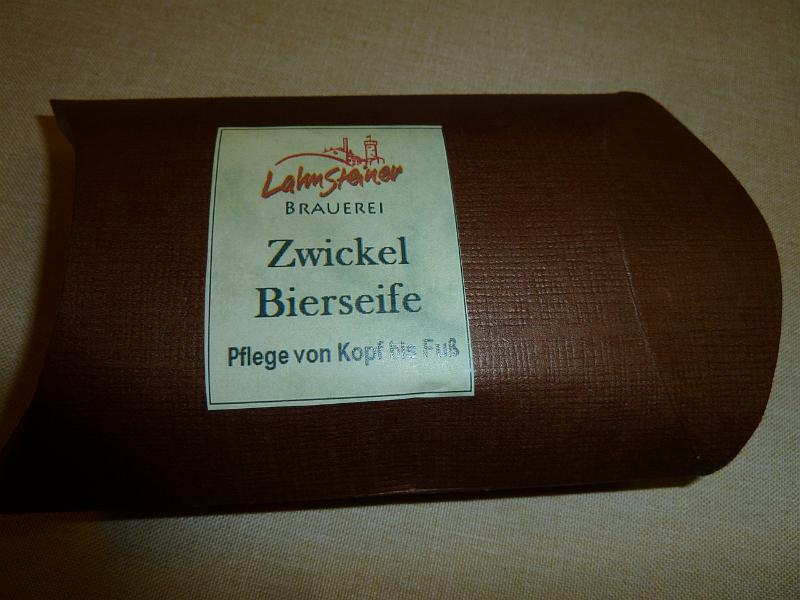 Lahnsteiner
BRAUEREI
Zwickel
Bierseife
Pflege von Kopf bis Fuß